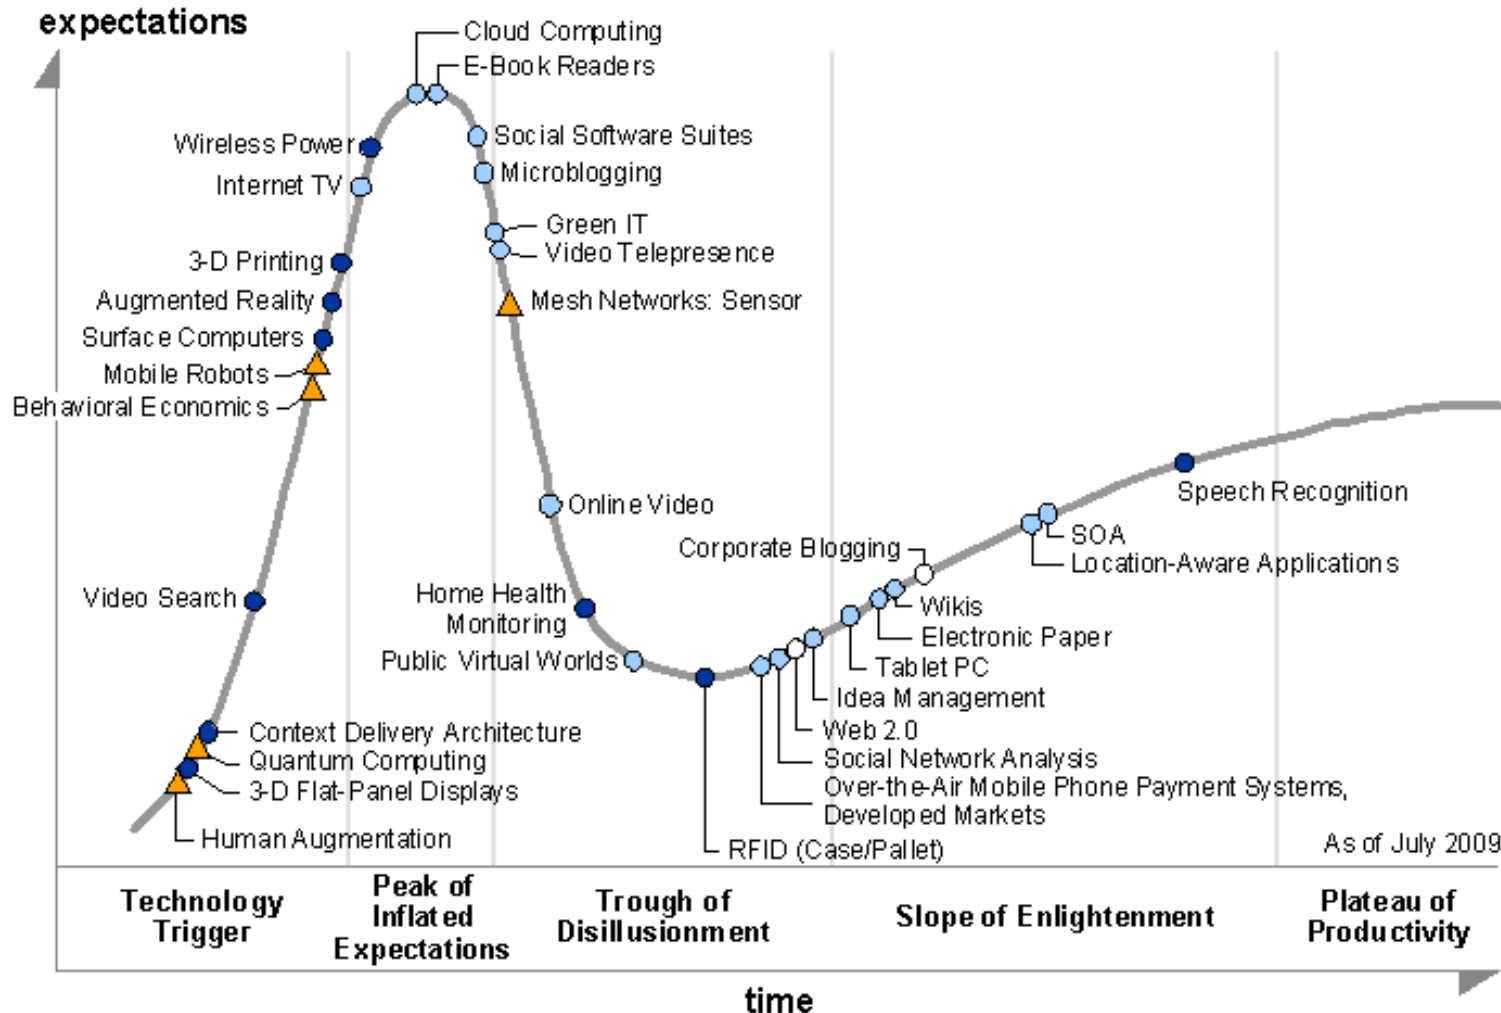 expectations
Cloud Computing
E-Book Readers
Wireless Power
Social Software Suites
Internet TV
Microblogging
Green IT
Video Telepresence
3-D Printing
Augmented Reality
Mesh Networks: Sensor
Surface Computers
Mobile Robots
Behavioral Economics
Online Video
Speech Recognition
SOA
Corporate Blogging
Location-Aware Applications
Video Search
Home Health
Monitoring
Wikis
Electronic Paper
Public Virtual Worlds
Tablet PC
Idea Management
Web 2.0
Context Delivery Architecture
Quantum Computing
3-D Flat-Panel Displays
Social Network Analysis
Over-the-Air Mobile Phone Payment Systems,
Developed Markets
Human Augmentation
RFID (Case/Pallet)
As of July 2009
Technology
Trigger
Peak of
Inflated
Expectations
Trough of
Disillusionment
Slope of Enlightenment
Plateau of
Productivity
time